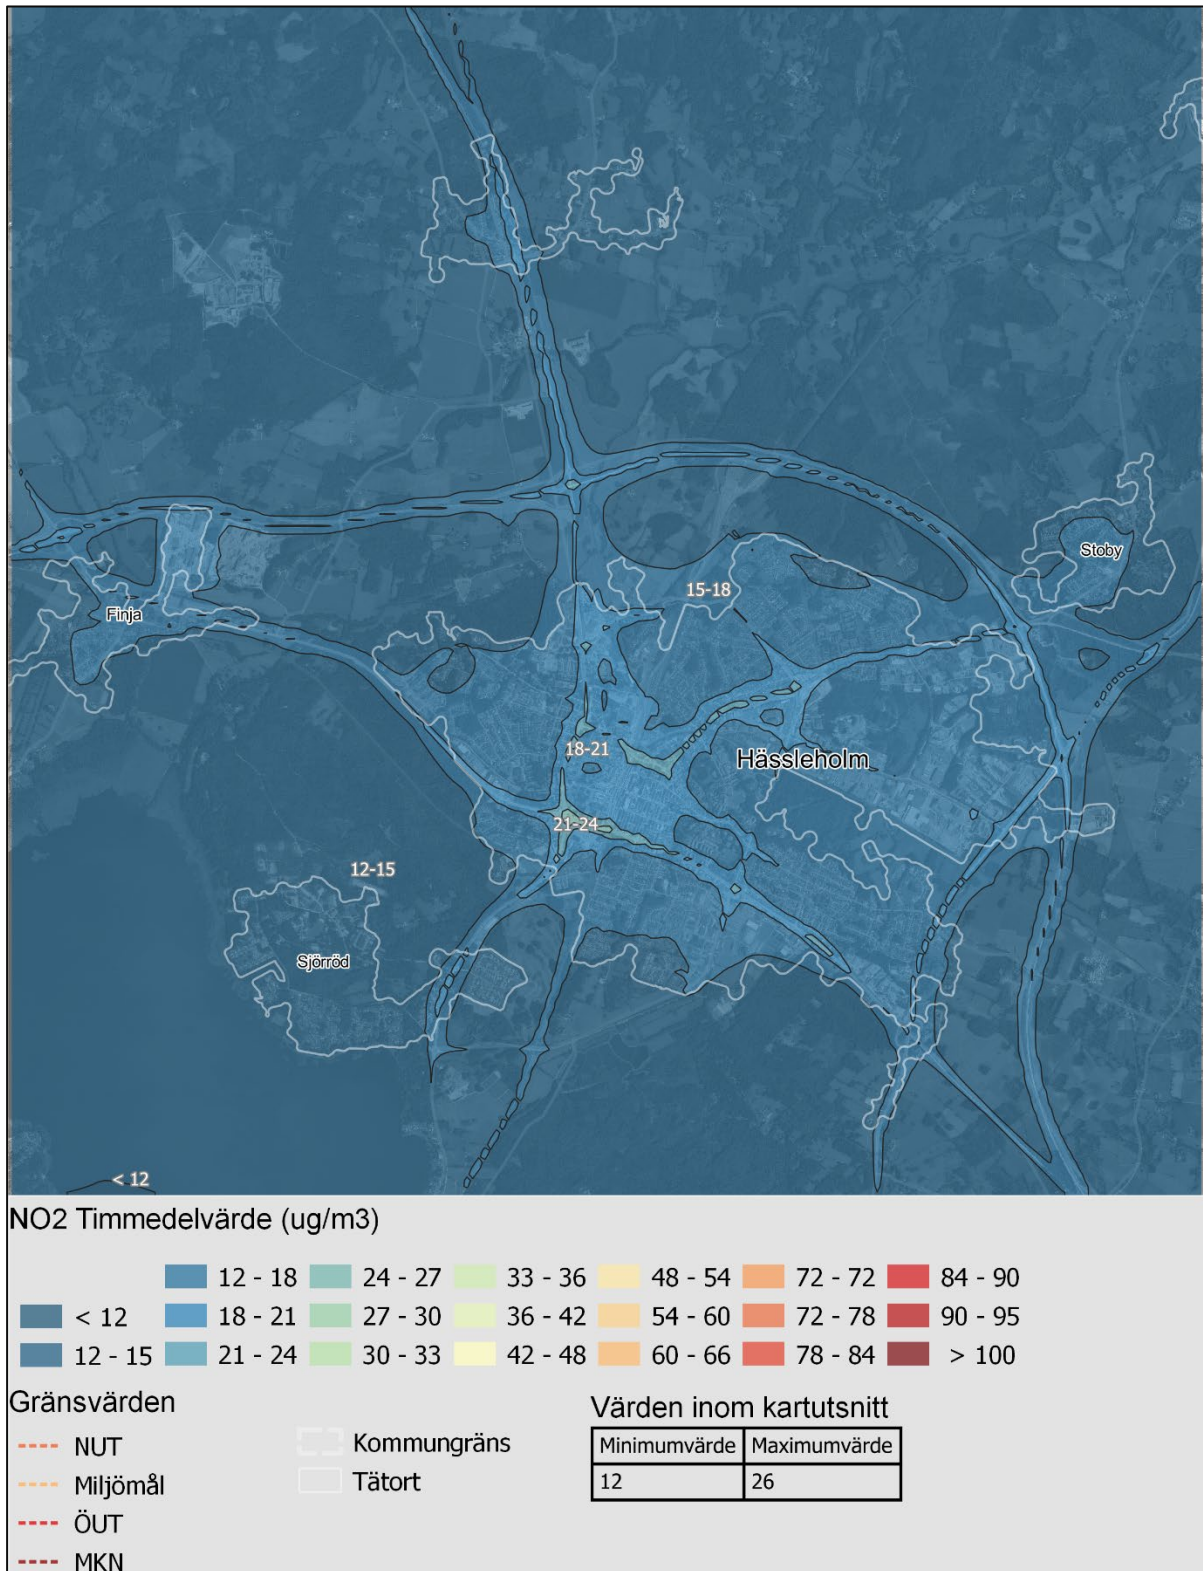 Stoby
15-18
Finja
18-21
Hässleholm
21-24
12-15
Sjörröd
< 12
NO2 Timmedelvärde (ug/m3)
12 - 18 24 - 27 33 - 36 48 - 54 72 - 72 84 - 90
< 12 18 - 21 27 - 30 36 - 42 54 - 60 72 - 78 90 - 95
12 - 15 21 - 24 30 - 33 42 - 48 60 - 66 78 - 84 > 100
Gränsvärden
NUT
Miljömål
ÖUT
MKN
Kommungräns
Tätort
Värden inom kartutsnitt
Minimumvärde Maximumvärde
12 26